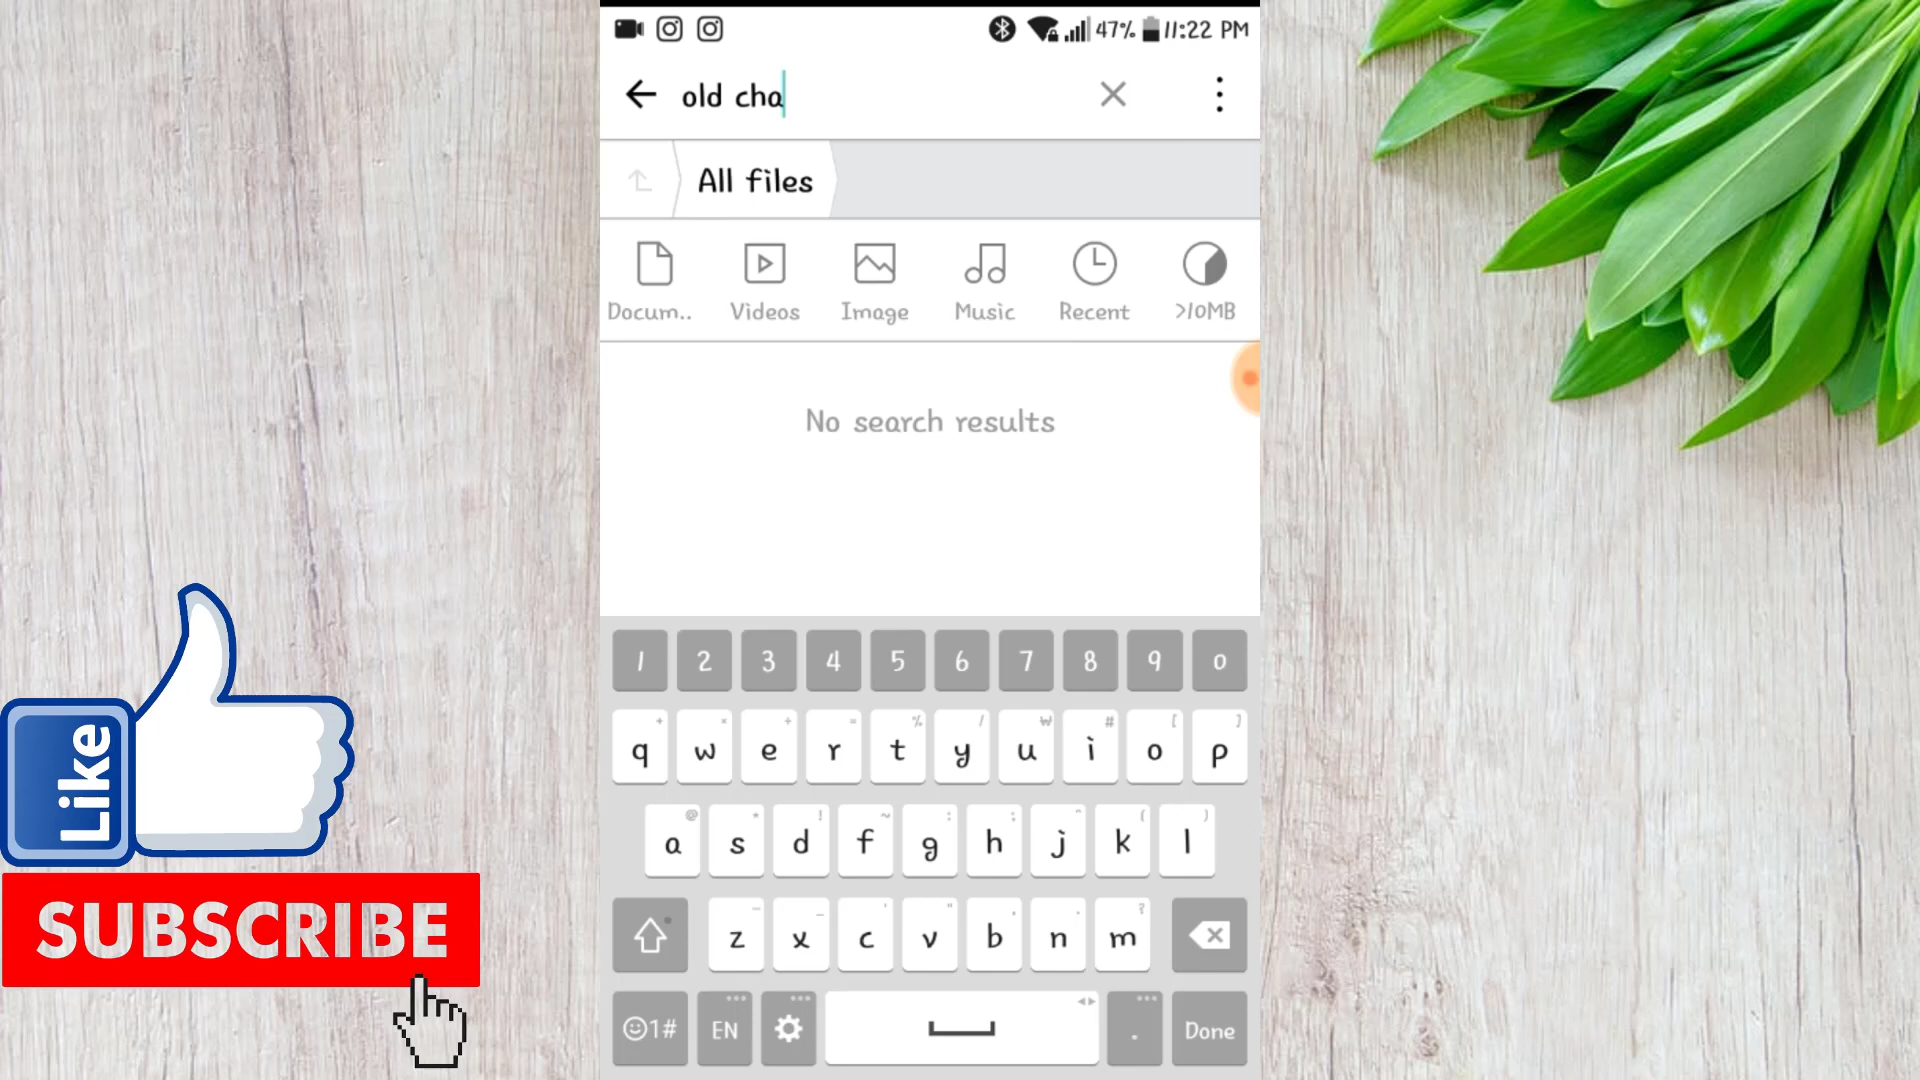 47% 11:22 PM
old cha
All files
Docum.. Videos Image Music Recent >10MB
No search results
1 2 3 4 5 6 7 8 9 0
q w e r t y u i o p
a s d f g h j k l
z x c v b n m
1# EN . Done
Like
SUBSCRIBE